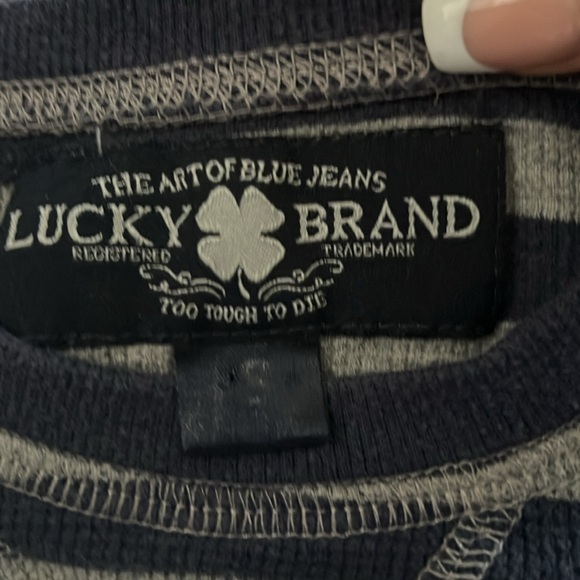 THE ART OF BLUE JEANS
LUCKY BRAND
REGISTERED TRADEMARK
TOO TOUGH TO DIE